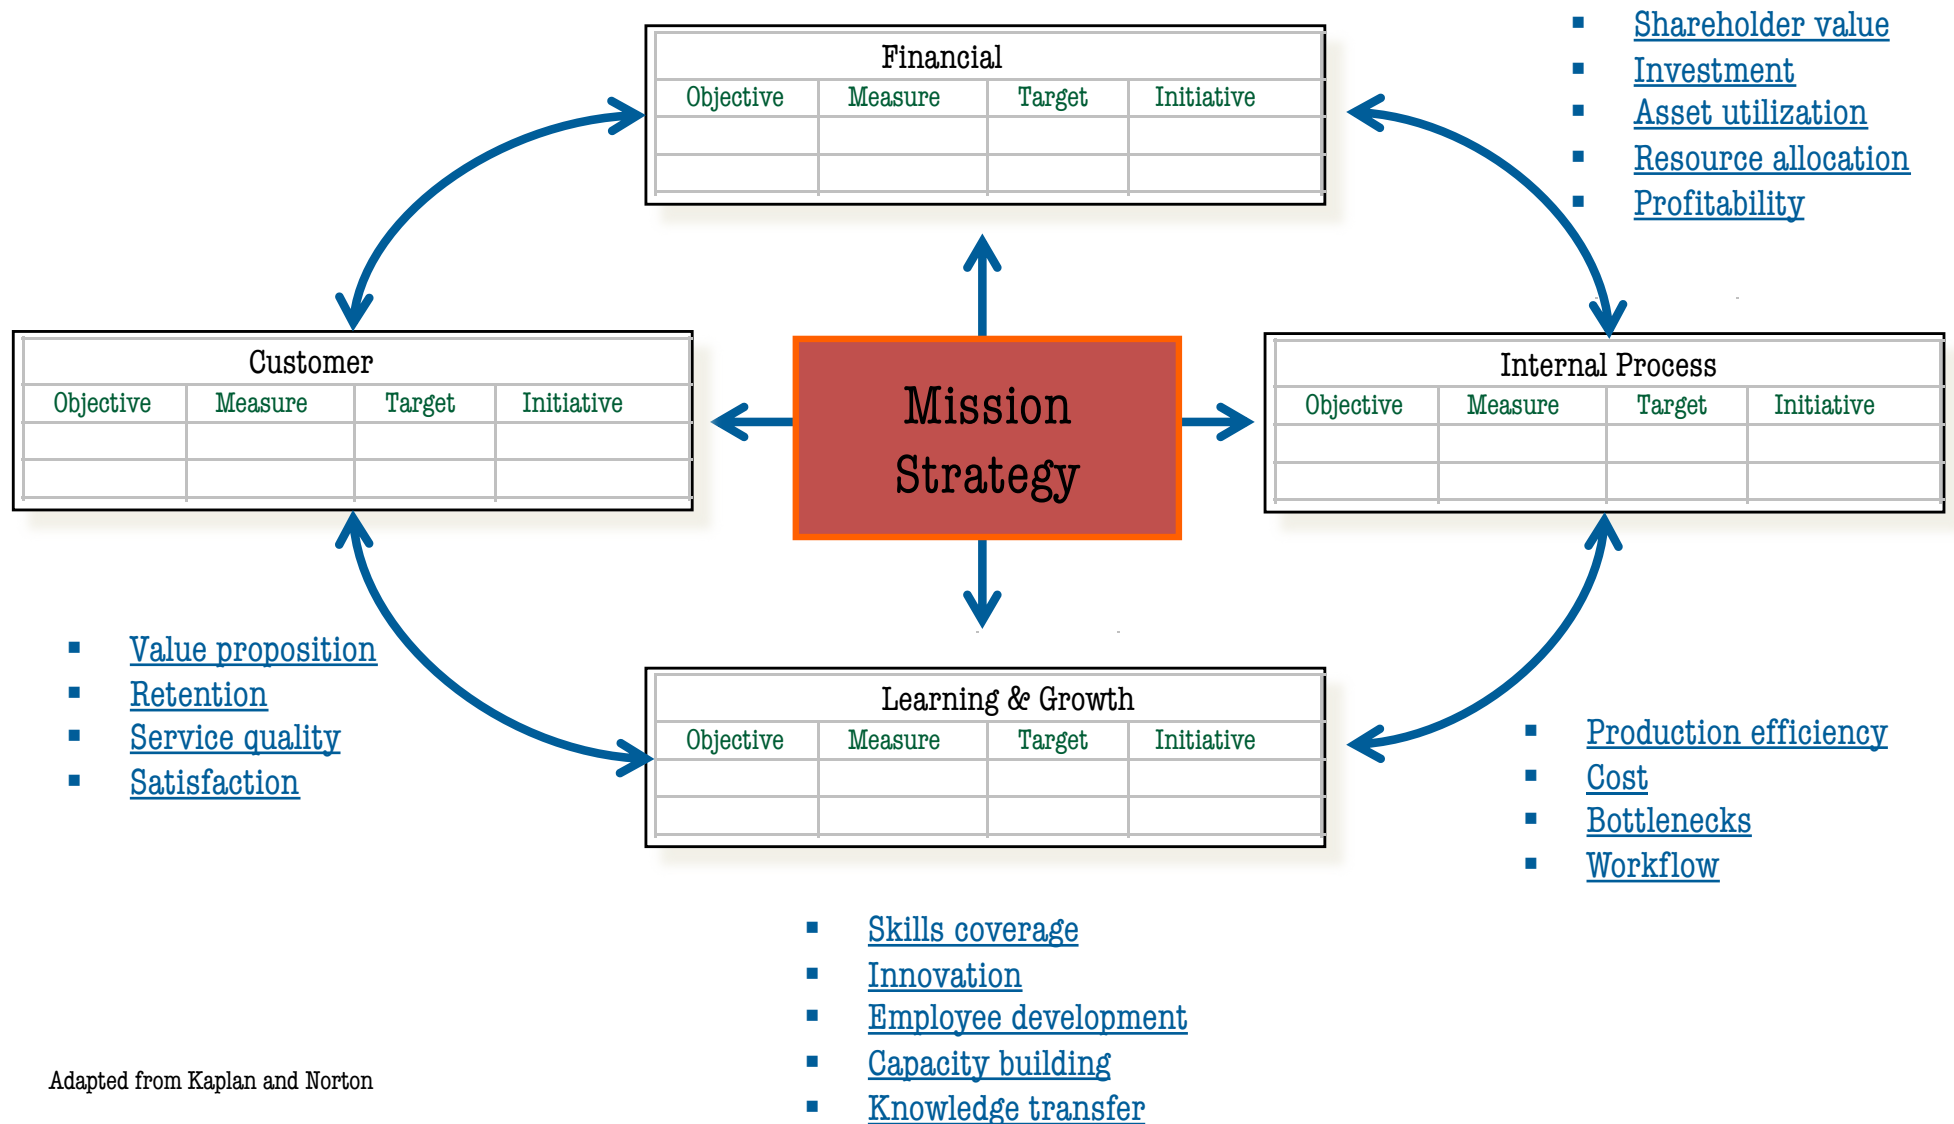 Shareholder value
Investment
Asset utilization
Resource allocation
Profitability
Financial
Objective Measure Target Initiative
Customer
Objective Measure Target Initiative
Mission
Strategy
Internal Process
Objective Measure Target Initiative
Value proposition
Retention
Service quality
Satisfaction
Learning & Growth
Objective Measure Target Initiative
Production efficiency
Cost
Bottlenecks
Workflow
Skills coverage
Innovation
Employee development
Capacity building
Knowledge transfer
Adapted from Kaplan and Norton